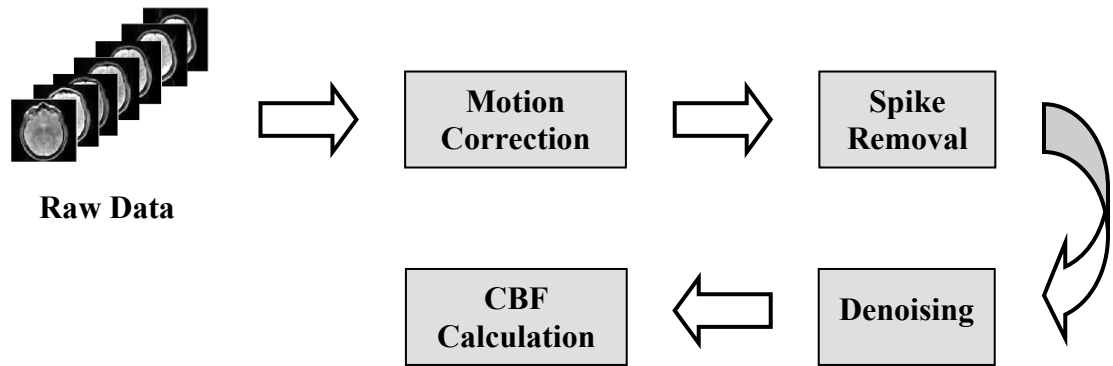 Motion
Correction
Spike
Removal
Raw Data
CBF
Calculation
Denoising